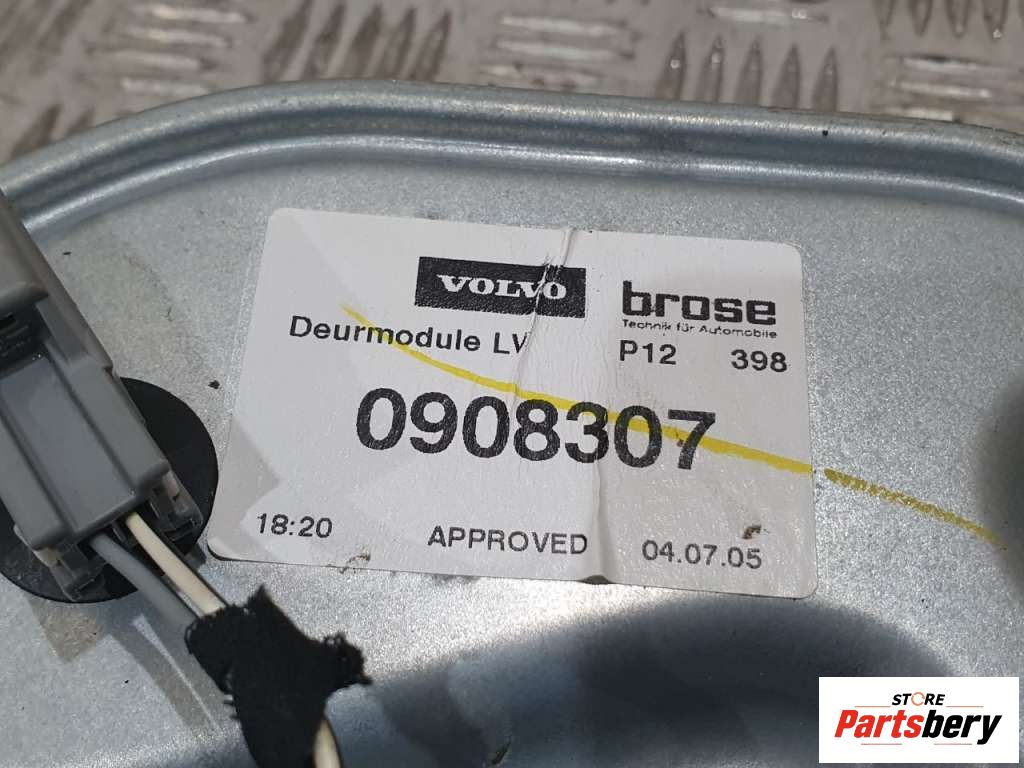 VOLVO
brose
Technik für Automobile
Deurmodule LV
P12 398
0908307
18:20 APPROVED 04.07.05
STORE
Partsbery